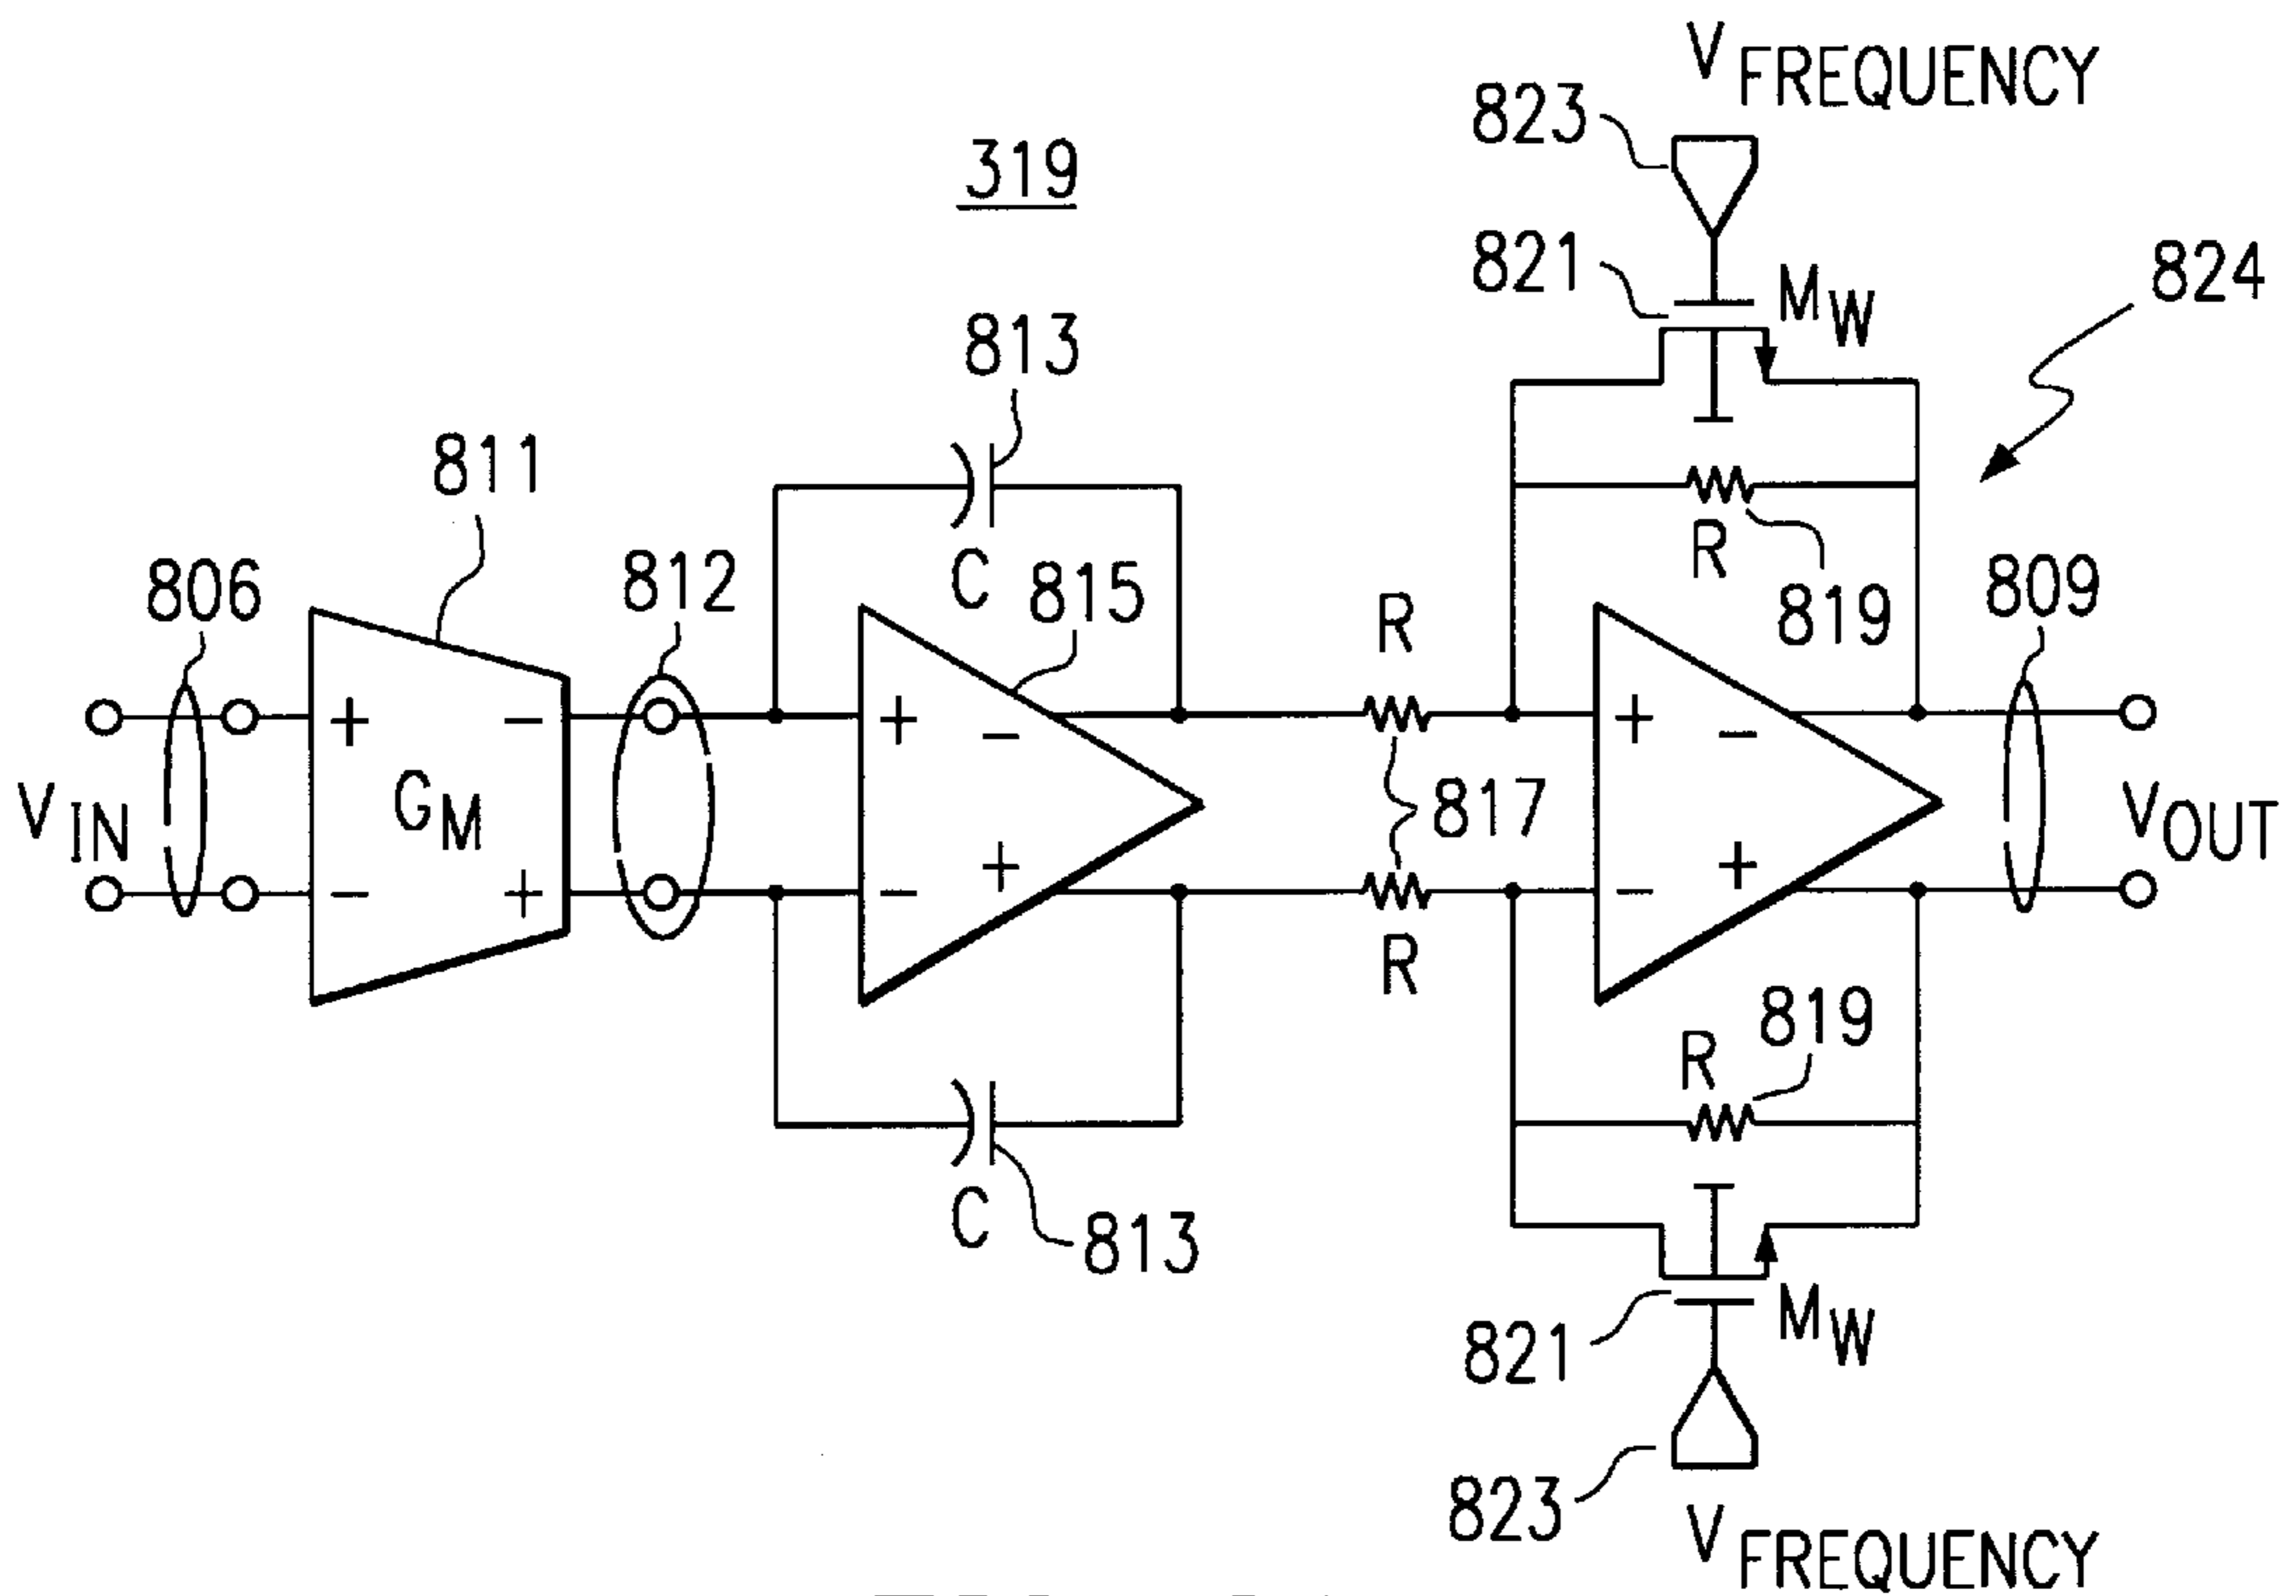 V FREQUENCY
823
319
821
M W
824
813
811
C
R
819
806
812
815
R
809
+
−
+
−
+
−
V IN
G M
817
V OUT
−
+
−
+
−
+
R
819
R
C
813
821
M W
823
V FREQUENCY